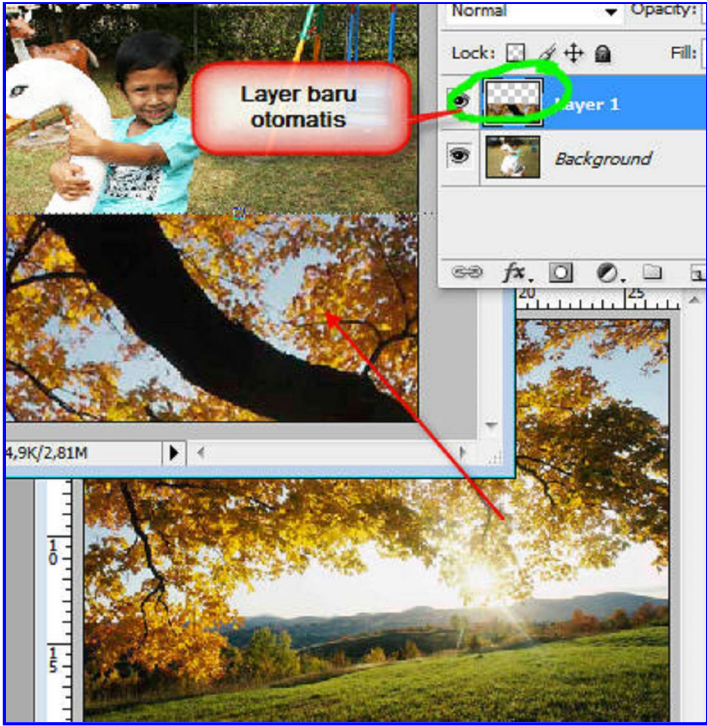 Normal
Opacity:
Lock:
Fill:
Layer baru
otomatis
Layer 1
Background
fx.
20
25
4,9K/2,81M
1
0
1
5